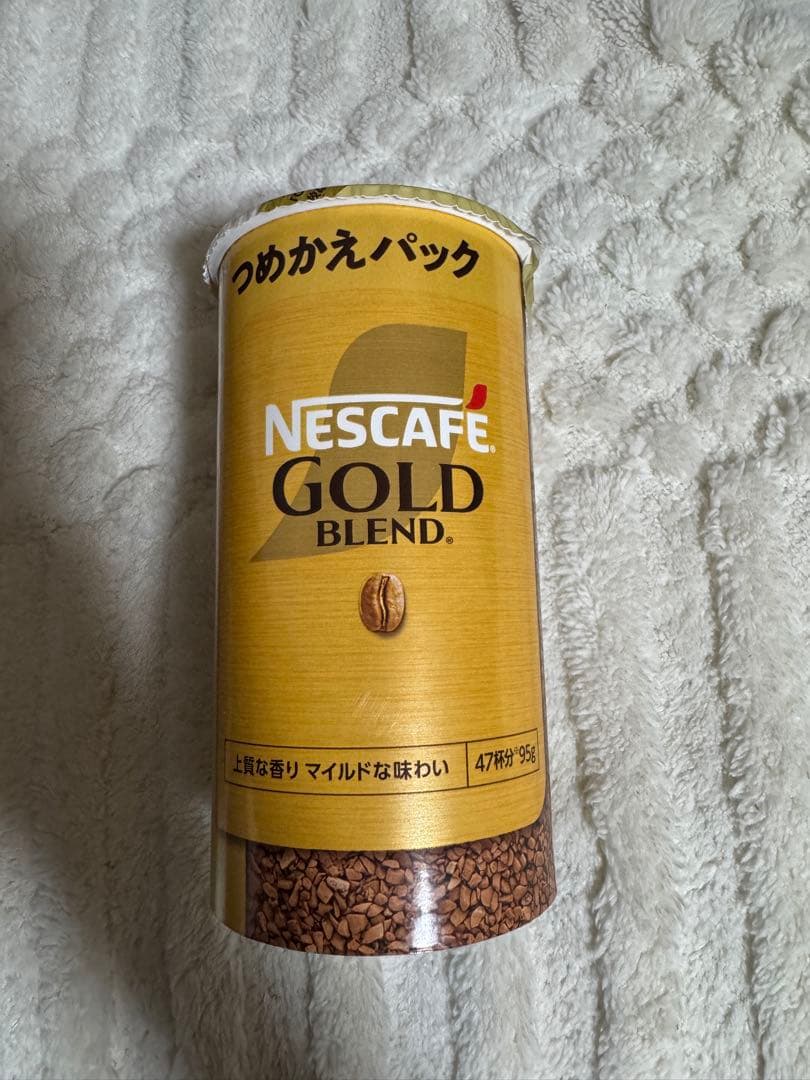 つめかえパック
NESCAFÉ®
GOLD
BLEND®
上質な香り マイルドな味わい
47杯分※95g